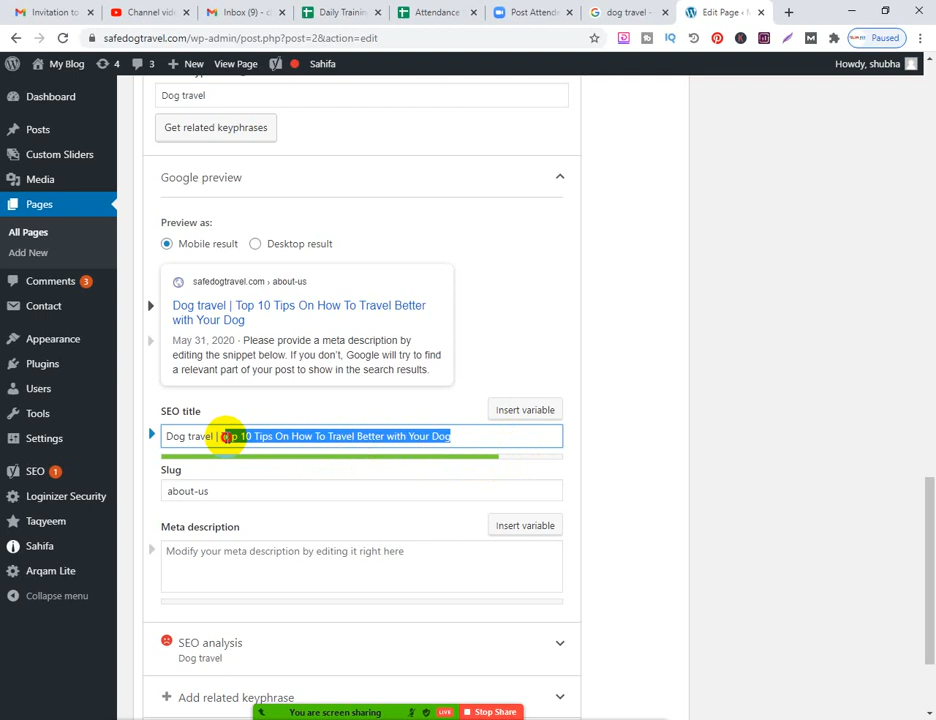 Invitation to
Channel vide
Inbox (9) - c
Daily Training
Attendance
Post Attende
dog travel -
Edit Page ‹ M
safedogtravel.com/wp-admin/post.php?post=2&action=edit
Paused
My Blog
4
3
New
View Page
Sahifa
Howdy, shubha
Dashboard
Posts
Custom Sliders
Media
Pages
All Pages
Add New
Comments 3
Contact
Appearance
Plugins
Users
Tools
Settings
SEO 1
Loginizer Security
Taqyeem
Sahifa
Arqam Lite
Collapse menu
Dog travel
Get related keyphrases
Google preview
Preview as:
Mobile result
Desktop result
safedogtravel.com › about-us
Dog travel | Top 10 Tips On How To Travel Better
with Your Dog
May 31, 2020 - Please provide a meta description by
editing the snippet below. If you don't, Google will try to find
a relevant part of your post to show in the search results.
SEO title
Insert variable
Dog travel | Top 10 Tips On How To Travel Better with Your Dog
Slug
about-us
Meta description
Insert variable
Modify your meta description by editing it right here
SEO analysis
Dog travel
Add related keyphrase
You are screen sharing
LIVE
Stop Share